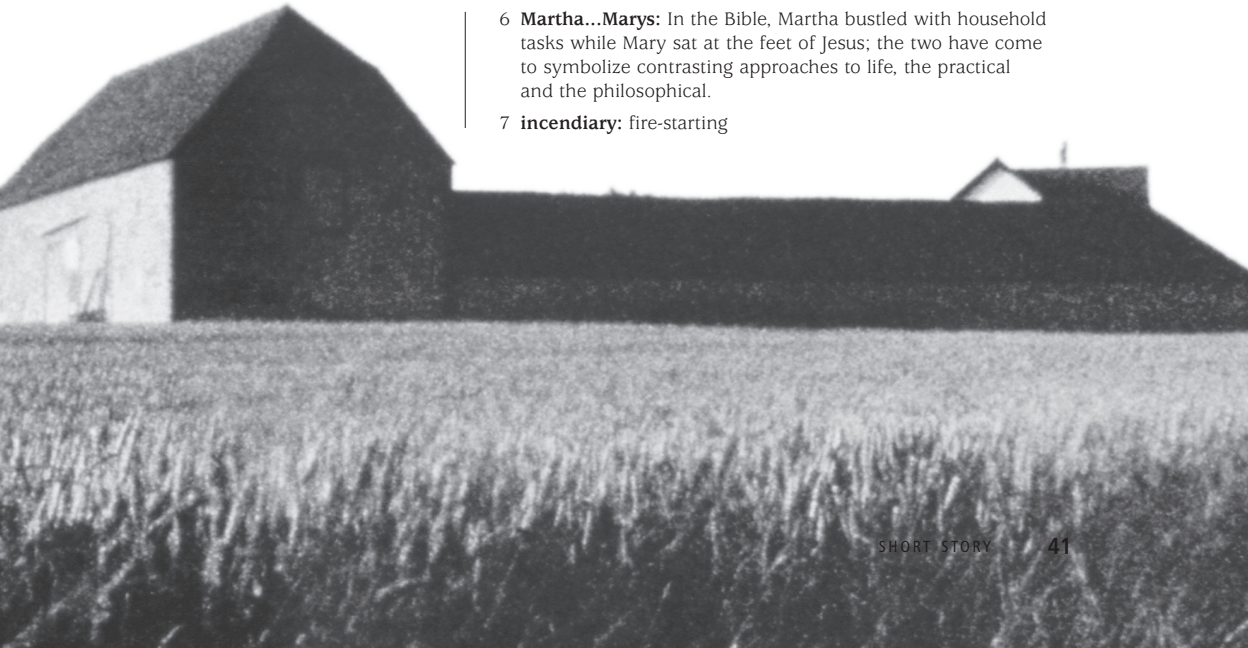 6 Martha...Marys: In the Bible, Martha bustled with household
tasks while Mary sat at the feet of Jesus; the two have come
to symbolize contrasting approaches to life, the practical
and the philosophical.
7 incendiary: fire-starting
SHORT STORY 41